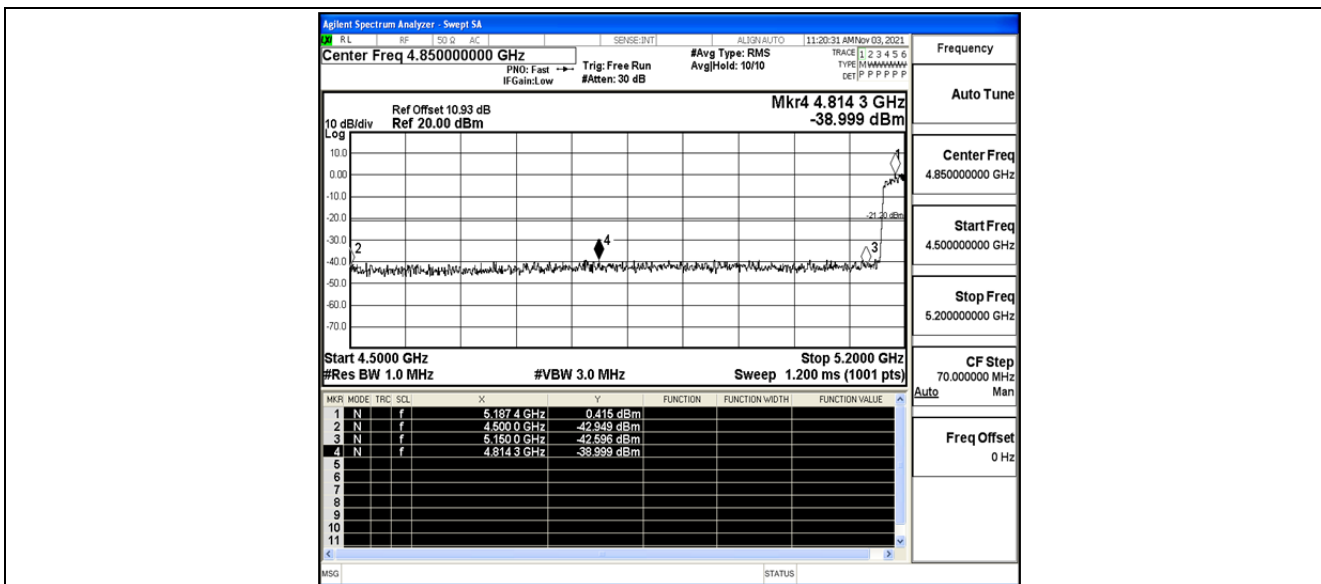 Agilent Spectrum Analyzer - Swept SA
RL RF 50 Ω AC SENSE:INT ALIGN AUTO 11:20:31 AM Nov 03, 2021
Center Freq 4.850000000 GHz
PNO: Fast
IFGain:Low
Trig: Free Run
#Atten: 30 dB
#Avg Type: RMS
Avg|Hold: 10/10
TRACE 1 2 3 4 5 6
TYPE M WWWWW
DET P P P P P P
Ref Offset 10.93 dB
10 dB/div Ref 20.00 dBm
Log
Mkr4 4.814 3 GHz
-38.999 dBm
10.0
0.00
-10.0
-20.0
-30.0
-40.0
-50.0
-60.0
-70.0
1
-21.20 dBm
2
4
3
Start 4.5000 GHz Stop 5.2000 GHz
#Res BW 1.0 MHz #VBW 3.0 MHz Sweep 1.200 ms (1001 pts)
MKR MODE TRC SCL X Y FUNCTION FUNCTION WIDTH FUNCTION VALUE
1 N f 5.187 4 GHz 0.415 dBm
2 N f 4.500 0 GHz -42.949 dBm
3 N f 5.150 0 GHz -42.596 dBm
4 N f 4.814 3 GHz -38.999 dBm
5
6
7
8
9
10
11
MSG STATUS
Frequency
Auto Tune
Center Freq
4.850000000 GHz
Start Freq
4.500000000 GHz
Stop Freq
5.200000000 GHz
CF Step
70.000000 MHz
Auto Man
Freq Offset
0 Hz